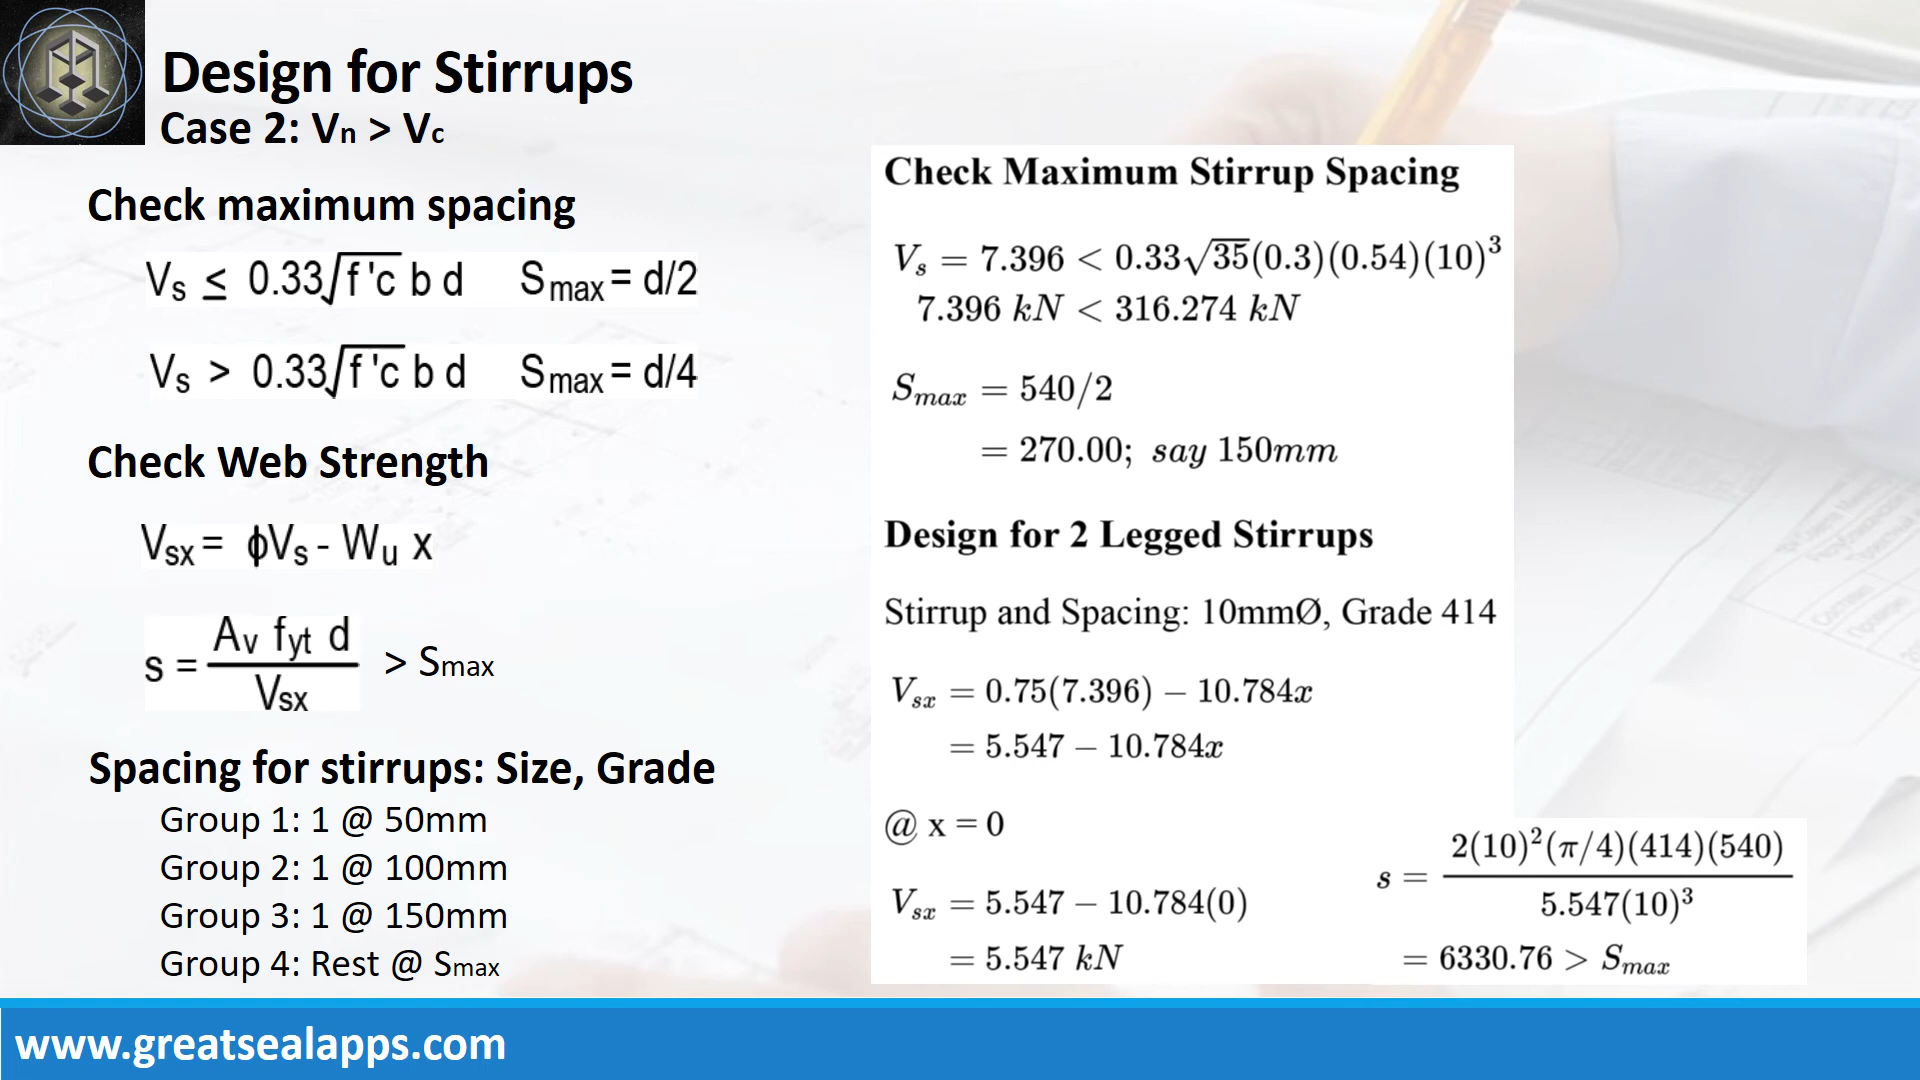 Design for Stirrups
Case 2: Vn > Vc
Check maximum spacing
Vs ≤ 0.33√f 'c b d Smax = d/2
Vs > 0.33√f 'c b d Smax = d/4
Check Web Strength
Vsx = ϕVs - Wu x
s = Av fyt d / Vsx > Smax
Spacing for stirrups: Size, Grade
Group 1: 1 @ 50mm
Group 2: 1 @ 100mm
Group 3: 1 @ 150mm
Group 4: Rest @ Smax
Check Maximum Stirrup Spacing
Vs = 7.396 < 0.33√35(0.3)(0.54)(10)³
7.396 kN < 316.274 kN
Smax = 540/2
= 270.00; say 150mm
Design for 2 Legged Stirrups
Stirrup and Spacing: 10mmØ, Grade 414
Vsx = 0.75(7.396) − 10.784x
= 5.547 − 10.784x
@ x = 0
Vsx = 5.547 − 10.784(0)
= 5.547 kN
s = 2(10)²(π/4)(414)(540) / 5.547(10)³
= 6330.76 > Smax
www.greatsealapps.com